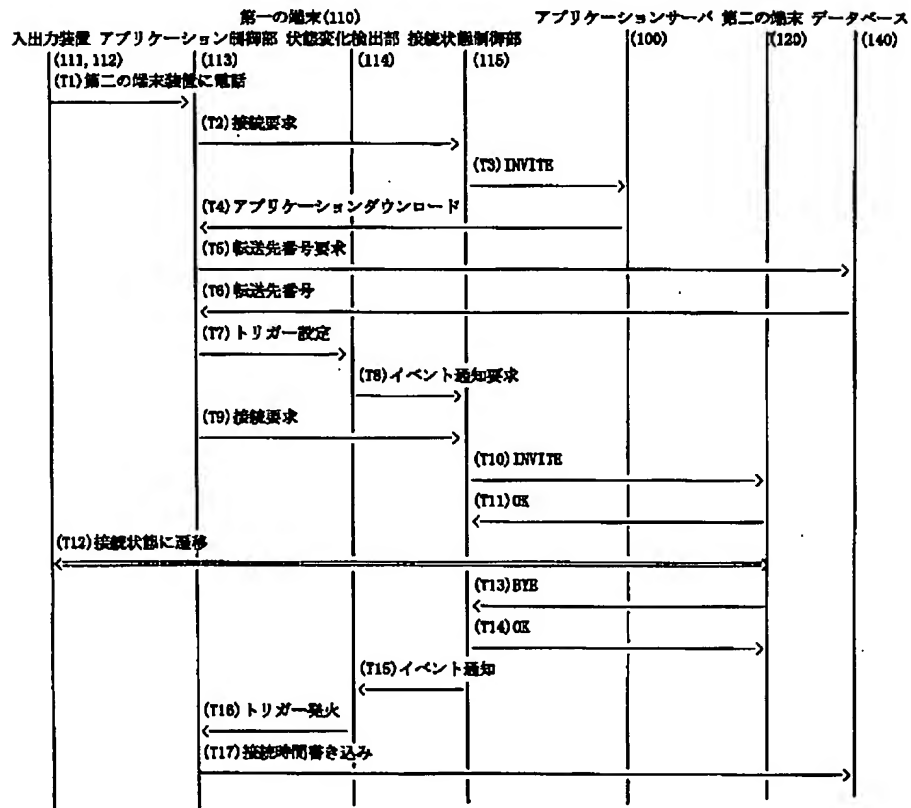 第一の端末(110)
アプリケーションサーバ 第二の端末 データベース
入出力装置 アプリケーション制御部 状態変化検出部 接続状態制御部
(111,112) (113) (114) (115) (100) (120) (140)
(T1)第二の端末装置に電話
(T2)接続要求
(T3)INVITE
(T4)アプリケーションダウンロード
(T5)転送先番号要求
(T6)転送先番号
(T7)トリガー設定
(T8)イベント通知要求
(T9)接続要求
(T10)INVITE
(T11)OK
(T12)接続状態に遷移
(T13)BYE
(T14)OK
(T15)イベント通知
(T16)トリガー発火
(T17)接続時間書き込み